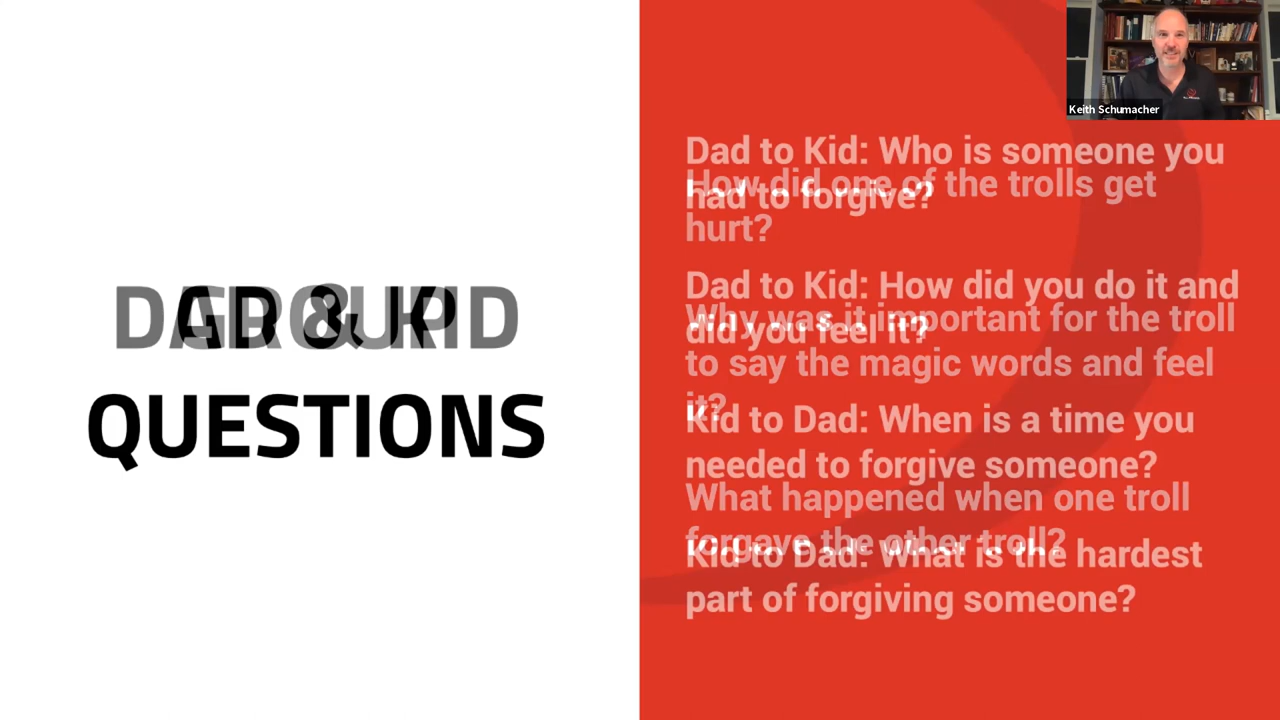 DAD & KID
GROUP
QUESTIONS
Dad to Kid: Who is someone you
had to forgive?
Dad to Kid: How did you do it and
did you feel it?
Kid to Dad: When is a time you
needed to forgive someone?
Kid to Dad: What is the hardest
part of forgiving someone?
How did one of the trolls get
hurt?
Why was it important for the troll
to say the magic words and feel
it?
What happened when one troll
forgave the other troll?
Keith Schumacher